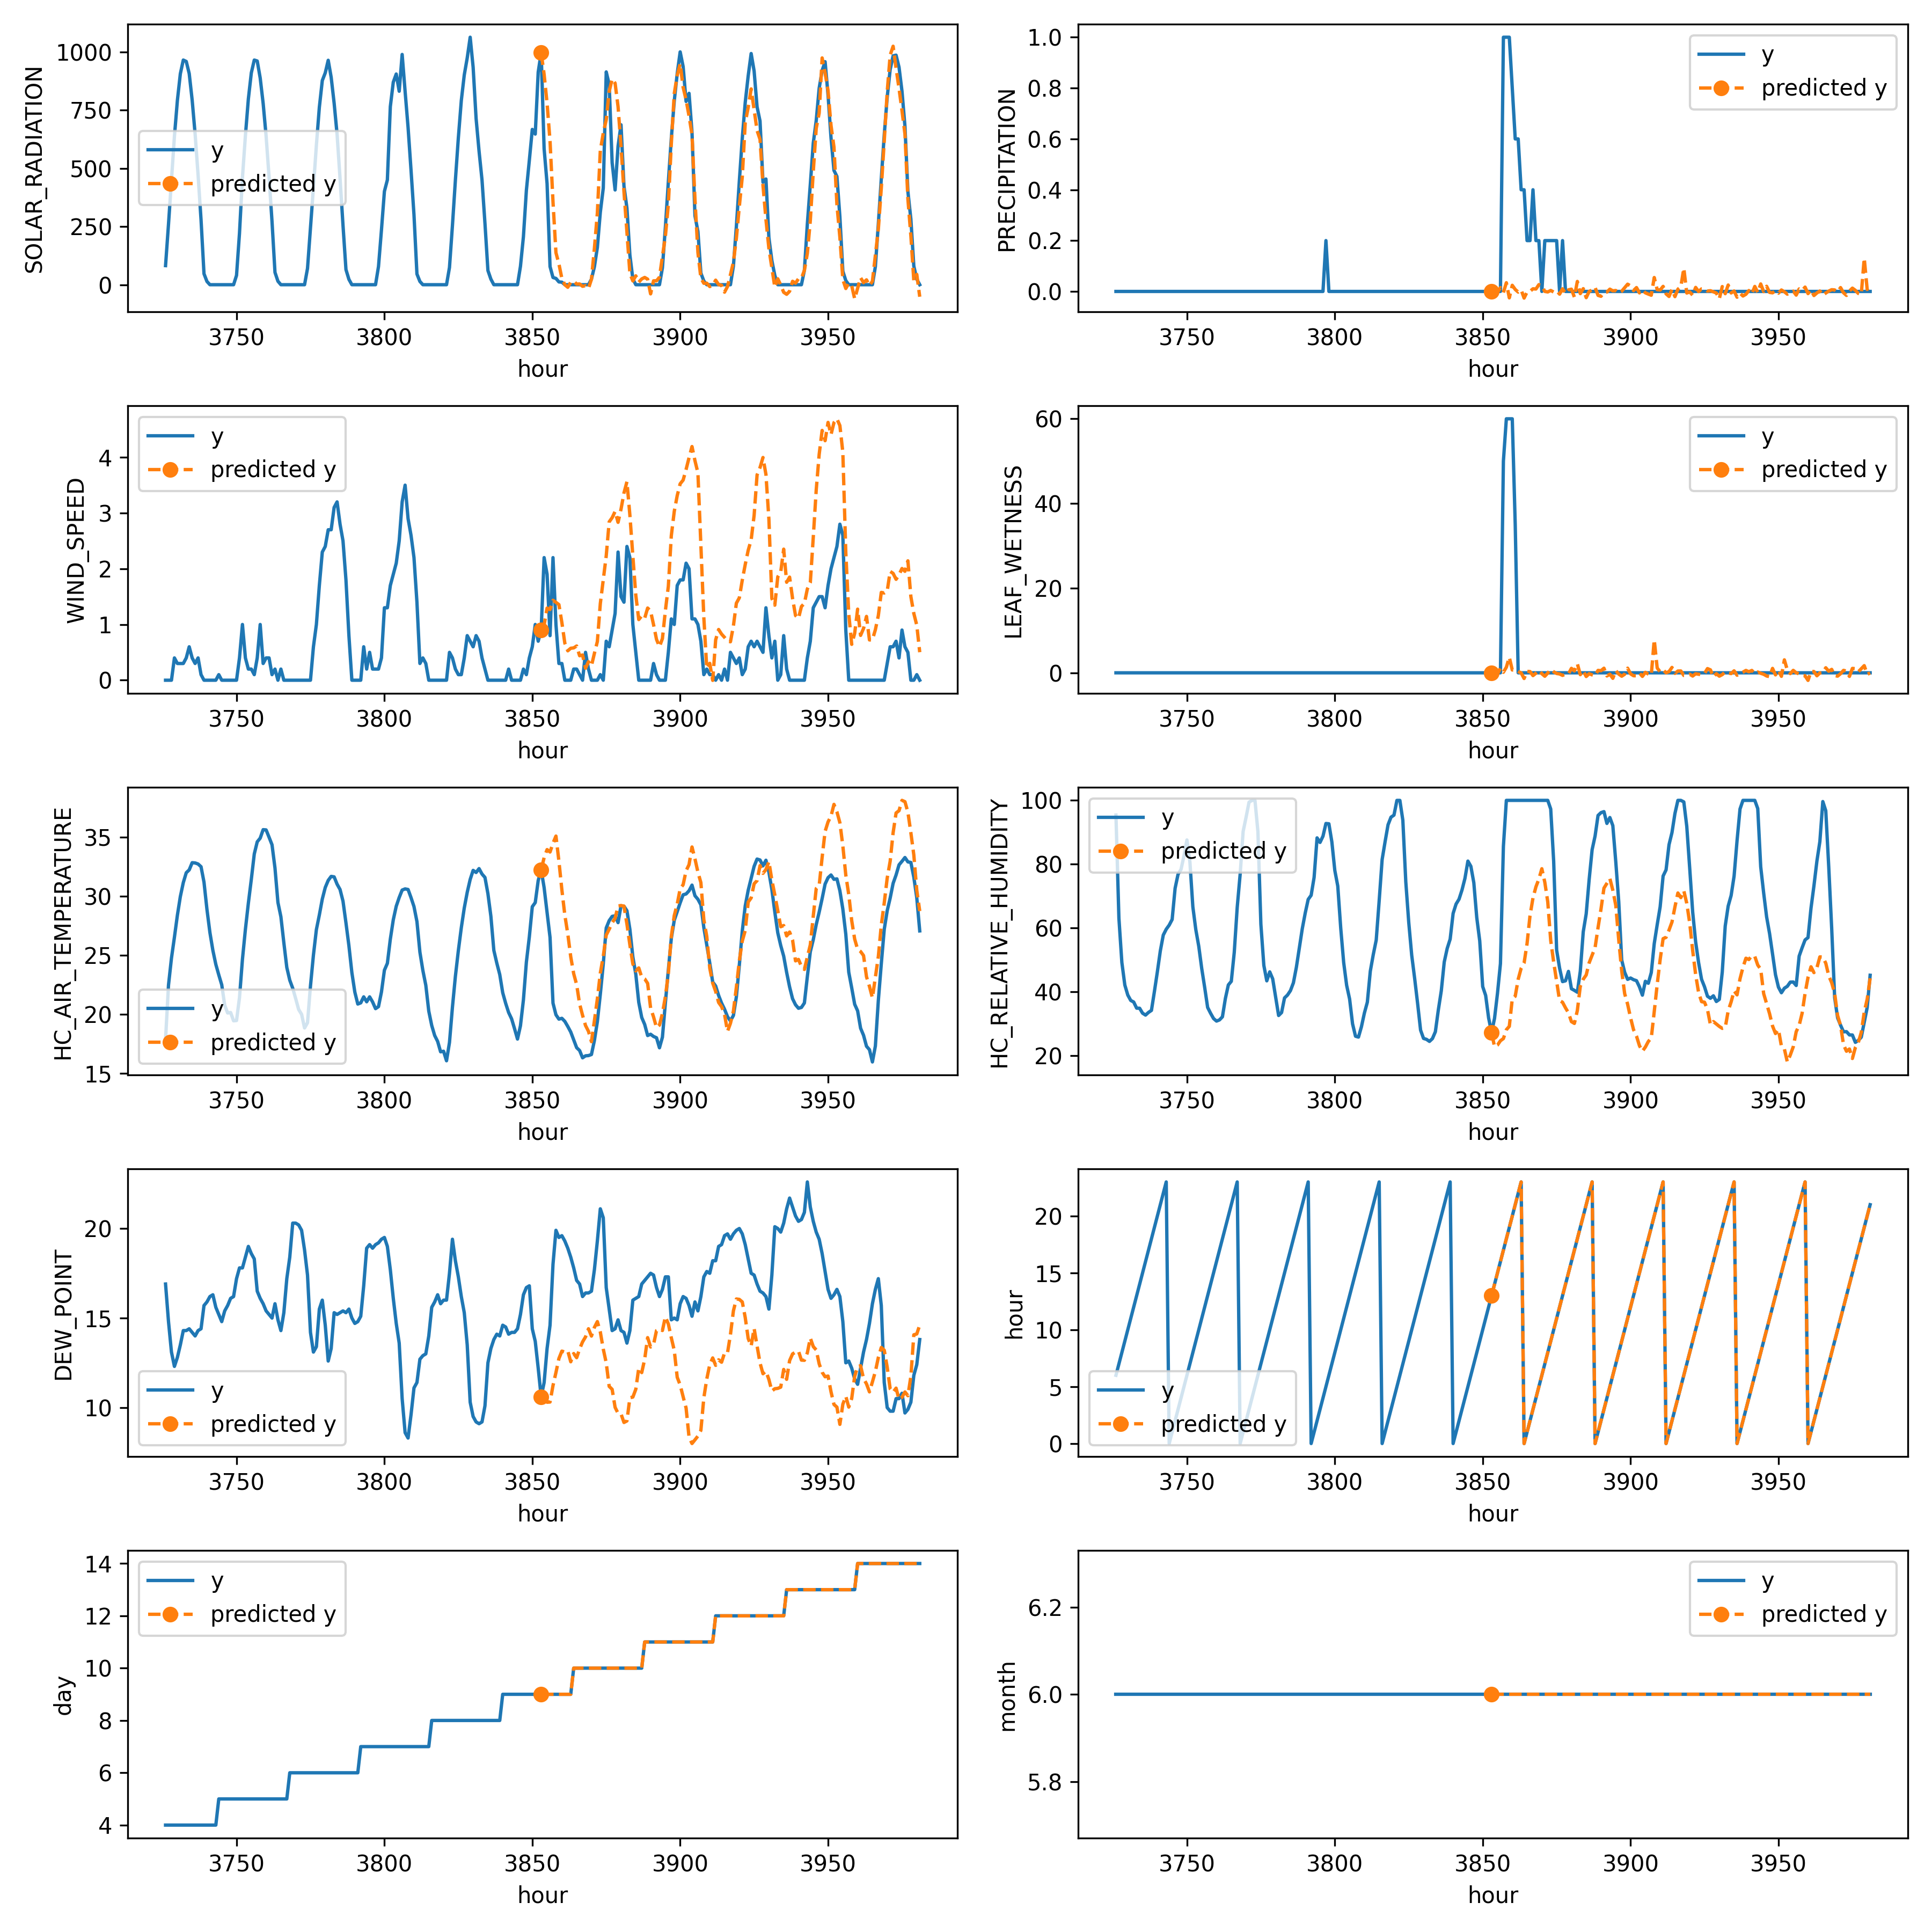 SOLAR_RADIATION
1000
750
500
250
0
y
predicted y
3750 3800 3850 3900 3950
hour
PRECIPITATION
1.0
0.8
0.6
0.4
0.2
0.0
y
predicted y
3750 3800 3850 3900 3950
hour
WIND_SPEED
4
3
2
1
0
y
predicted y
3750 3800 3850 3900 3950
hour
LEAF_WETNESS
60
40
20
0
y
predicted y
3750 3800 3850 3900 3950
hour
HC_AIR_TEMPERATURE
35
30
25
20
15
y
predicted y
3750 3800 3850 3900 3950
hour
HC_RELATIVE_HUMIDITY
100
80
60
40
20
y
predicted y
3750 3800 3850 3900 3950
hour
DEW_POINT
20
15
10
y
predicted y
3750 3800 3850 3900 3950
hour
hour
20
15
10
5
0
y
predicted y
3750 3800 3850 3900 3950
hour
day
14
12
10
8
6
4
y
predicted y
3750 3800 3850 3900 3950
hour
month
6.2
6.0
5.8
y
predicted y
3750 3800 3850 3900 3950
hour